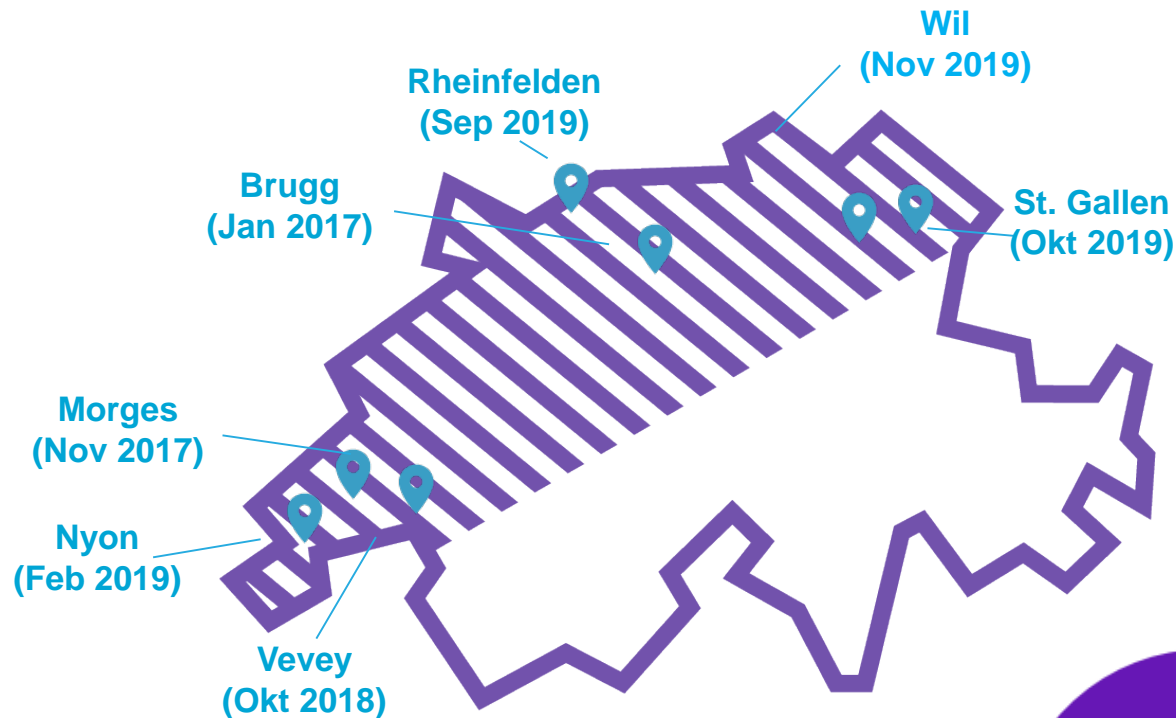 Wil
(Nov 2019)
Rheinfelden
(Sep 2019)
Brugg
(Jan 2017)
St. Gallen
(Okt 2019)
Morges
(Nov 2017)
Nyon
(Feb 2019)
Vevey
(Okt 2018)